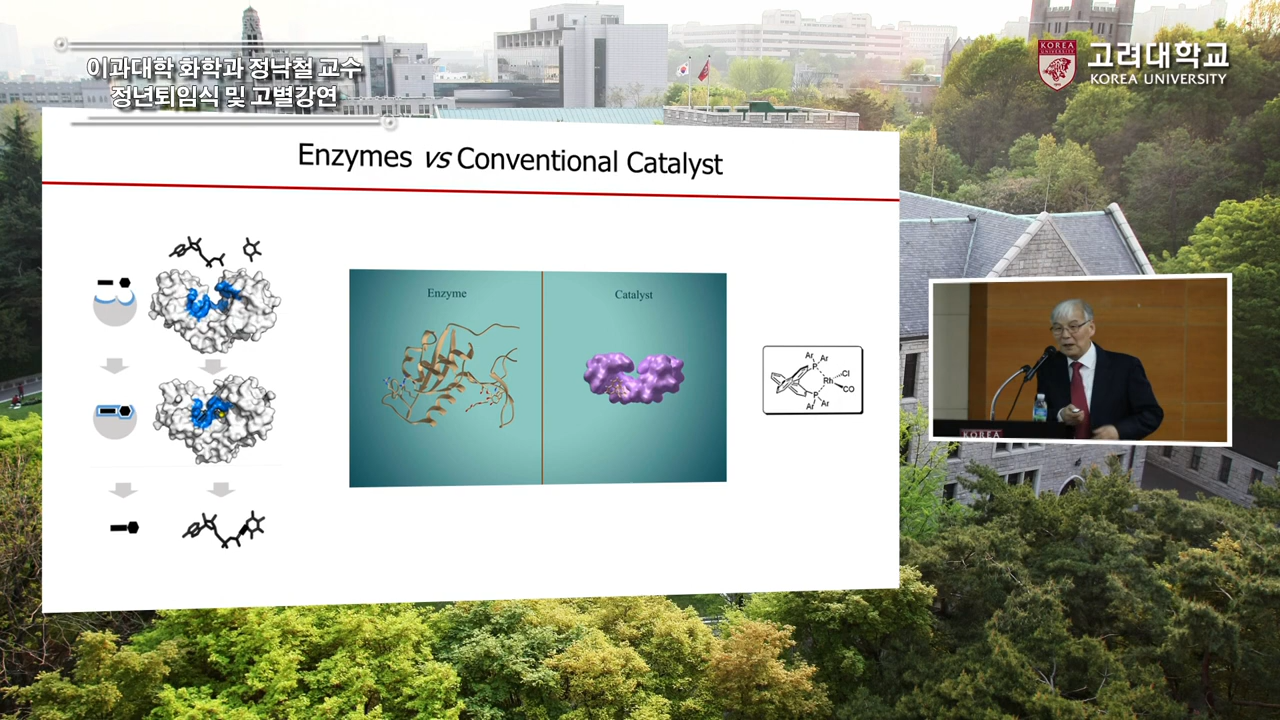 이과대학 화학과 정낙철 교수
정년퇴임식 및 고별강연
KOREA
UNIVERSITY
고려대학교
KOREA UNIVERSITY
Enzymes vs Conventional Catalyst
Enzyme
Catalyst
Ar
Ar
P
Rh
Cl
CO
P
Ar
Ar
KOREA